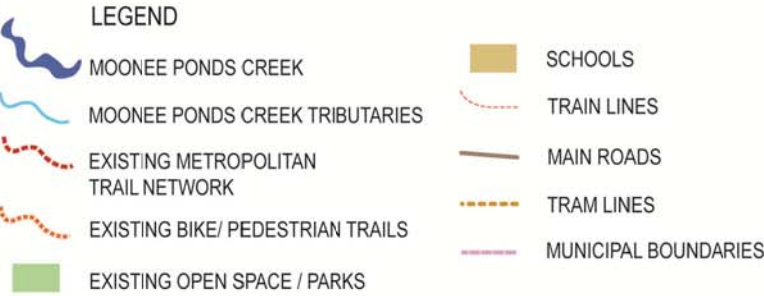 LEGEND
MOONEE PONDS CREEK
MOONEE PONDS CREEK TRIBUTARIES
EXISTING METROPOLITAN
TRAIL NETWORK
EXISTING BIKE/ PEDESTRIAN TRAILS
EXISTING OPEN SPACE / PARKS
SCHOOLS
TRAIN LINES
MAIN ROADS
TRAM LINES
MUNICIPAL BOUNDARIES